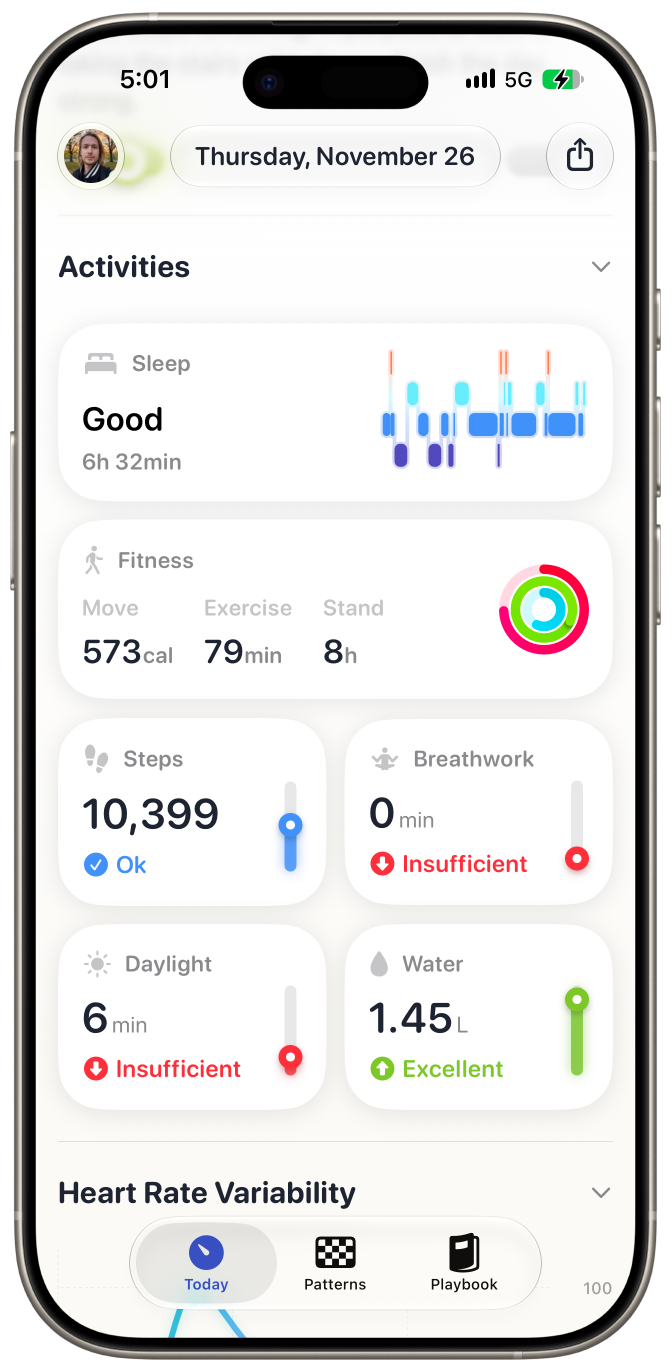 5:01
5G
Thursday, November 26
Activities
Sleep
Good
6h 32min
Fitness
Move Exercise Stand
573cal 79min 8h
Steps
10,399
Ok
Breathwork
0 min
Insufficient
Daylight
6 min
Insufficient
Water
1.45 L
Excellent
Heart Rate Variability
100
Today Patterns Playbook